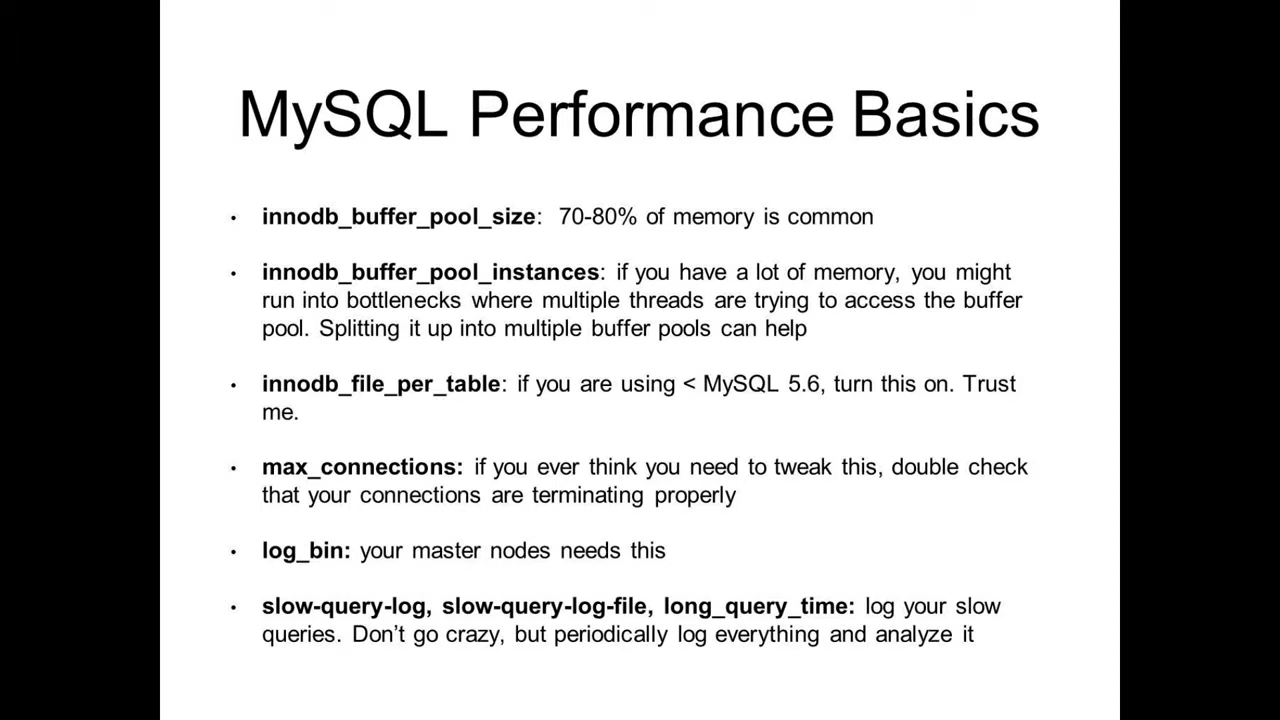 MySQL Performance Basics
• innodb_buffer_pool_size:  70-80% of memory is common
• innodb_buffer_pool_instances: if you have a lot of memory, you might
run into bottlenecks where multiple threads are trying to access the buffer
pool. Splitting it up into multiple buffer pools can help
• innodb_file_per_table: if you are using < MySQL 5.6, turn this on. Trust
me.
• max_connections: if you ever think you need to tweak this, double check
that your connections are terminating properly
• log_bin: your master nodes needs this
• slow-query-log, slow-query-log-file, long_query_time: log your slow
queries. Don’t go crazy, but periodically log everything and analyze it